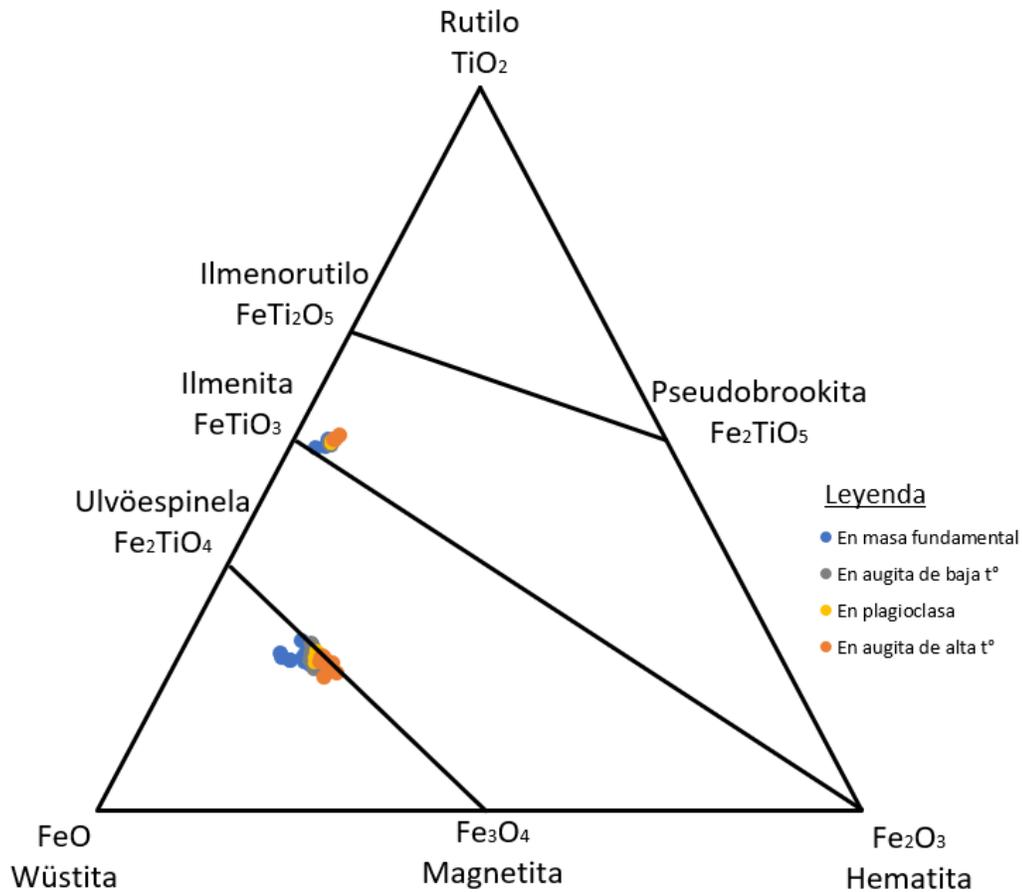 Rutilo
TiO₂
Ilmenorutilo
FeTi₂O₅
Ilmenita
FeTiO₃
Pseudobrookita
Fe₂TiO₅
Ulvöespinela
Fe₂TiO₄
Leyenda
En masa fundamental
En augita de baja t°
En plagioclasa
En augita de alta t°
FeO
Wüstita
Fe₃O₄
Magnetita
Fe₂O₃
Hematita